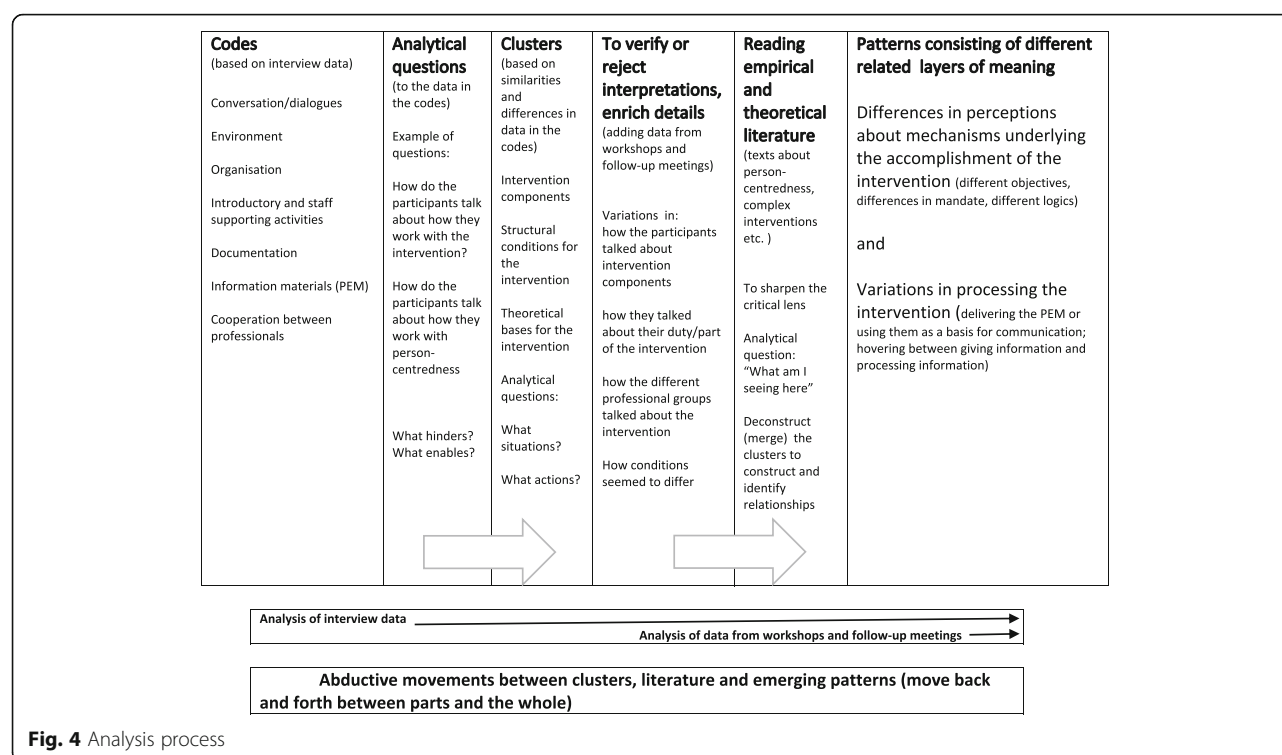 Codes
(based on interview data)
Conversation/dialogues
Environment
Organisation
Introductory and staff
supporting activities
Documentation
Information materials (PEM)
Cooperation between
professionals
Analytical
questions
(to the data in
the codes)
Example of
questions:
How do the
participants talk
about how they
work with the
intervention?
How do the
participants talk
about how they
work with
person-
centredness
What hinders?
What enables?
Clusters
(based on
similarities
and
differences in
data in the
codes)
Intervention
components
Structural
conditions for
the
intervention
Theoretical
bases for the
intervention
Analytical
questions:
What
situations?
What actions?
To verify or
reject
interpretations,
enrich details
(adding data from
workshops and
follow-up meetings)
Variations in:
how the participants
talked about
intervention
components
how they talked
about their duty/part
of the intervention
how the different
professional groups
talked about the
intervention
How conditions
seemed to differ
Reading
empirical
and
theoretical
literature
(texts about
person-
centredness,
complex
interventions
etc. )
To sharpen the
critical lens
Analytical
question:
“What am I
seeing here”
Deconstruct
(merge) the
clusters to
construct and
identify
relationships
Patterns consisting of different
related layers of meaning
Differences in perceptions
about mechanisms underlying
the accomplishment of the
intervention (different objectives,
differences in mandate, different logics)
and
Variations in processing the
intervention (delivering the PEM or
using them as a basis for communication;
hovering between giving information and
processing information)
Analysis of interview data
Analysis of data from workshops and follow-up meetings
Abductive movements between clusters, literature and emerging patterns (move back
and forth between parts and the whole)
Fig. 4 Analysis process